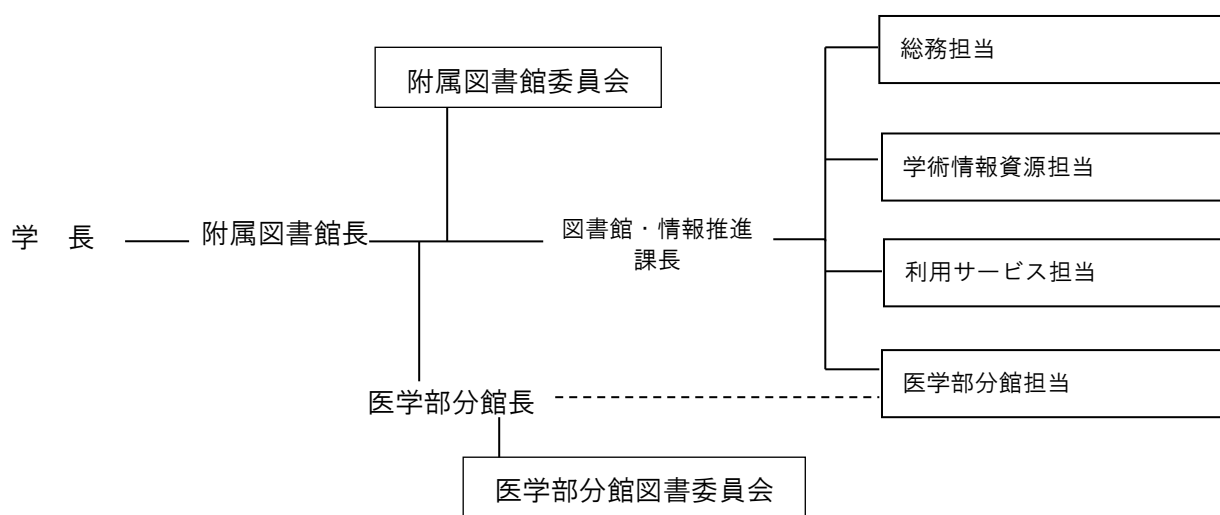 総務担当
附属図書館委員会
学術情報資源担当
学　長
附属図書館長
図書館・情報推進
課長
利用サービス担当
医学部分館長
医学部分館担当
医学部分館図書委員会